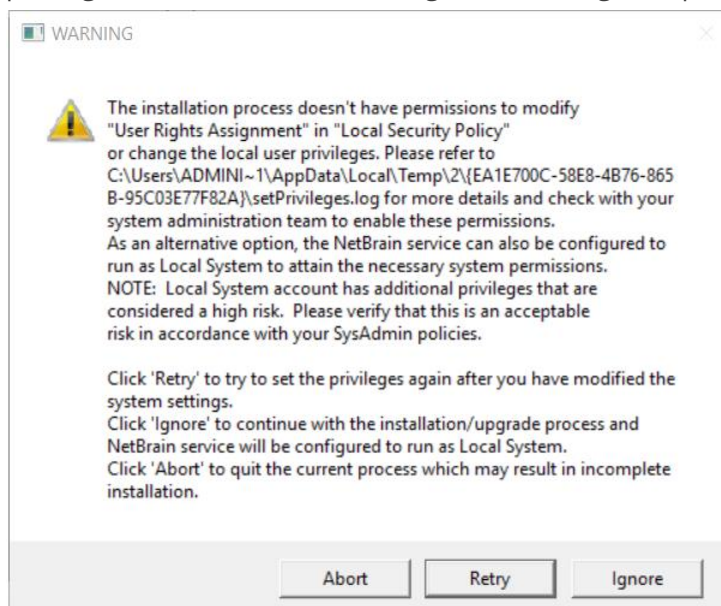 WARNING
The installation process doesn't have permissions to modify
"User Rights Assignment" in "Local Security Policy"
or change the local user privileges. Please refer to
C:\Users\ADMINI~1\AppData\Local\Temp\2\{EA1E700C-58E8-4B76-865
B-95C03E77F82A}\setPrivileges.log for more details and check with your
system administration team to enable these permissions.
As an alternative option, the NetBrain service can also be configured to
run as Local System to attain the necessary system permissions.
NOTE:  Local System account has additional privileges that are
considered a high risk.  Please verify that this is an acceptable
risk in accordance with your SysAdmin policies.
Click 'Retry' to try to set the privileges again after you have modified the
system settings.
Click 'Ignore' to continue with the installation/upgrade process and
NetBrain service will be configured to run as Local System.
Click 'Abort' to quit the current process which may result in incomplete
installation.
Abort Retry Ignore